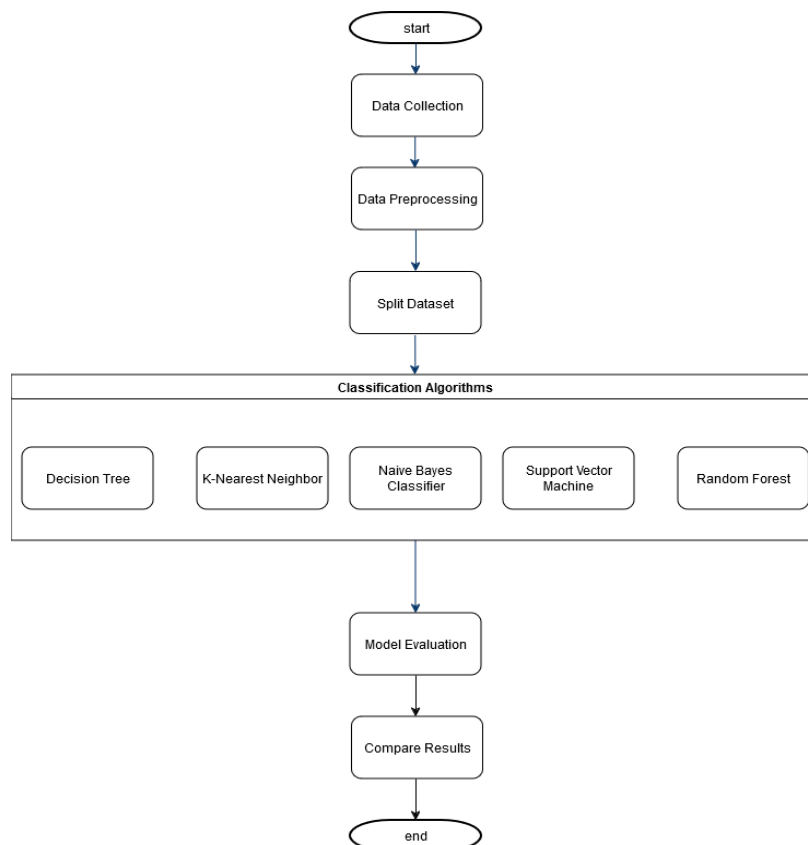 start
Data Collection
Data Preprocessing
Split Dataset
Classification Algorithms
Decision Tree
K-Nearest Neighbor
Naive Bayes
Classifier
Support Vector
Machine
Random Forest
Model Evaluation
Compare Results
end